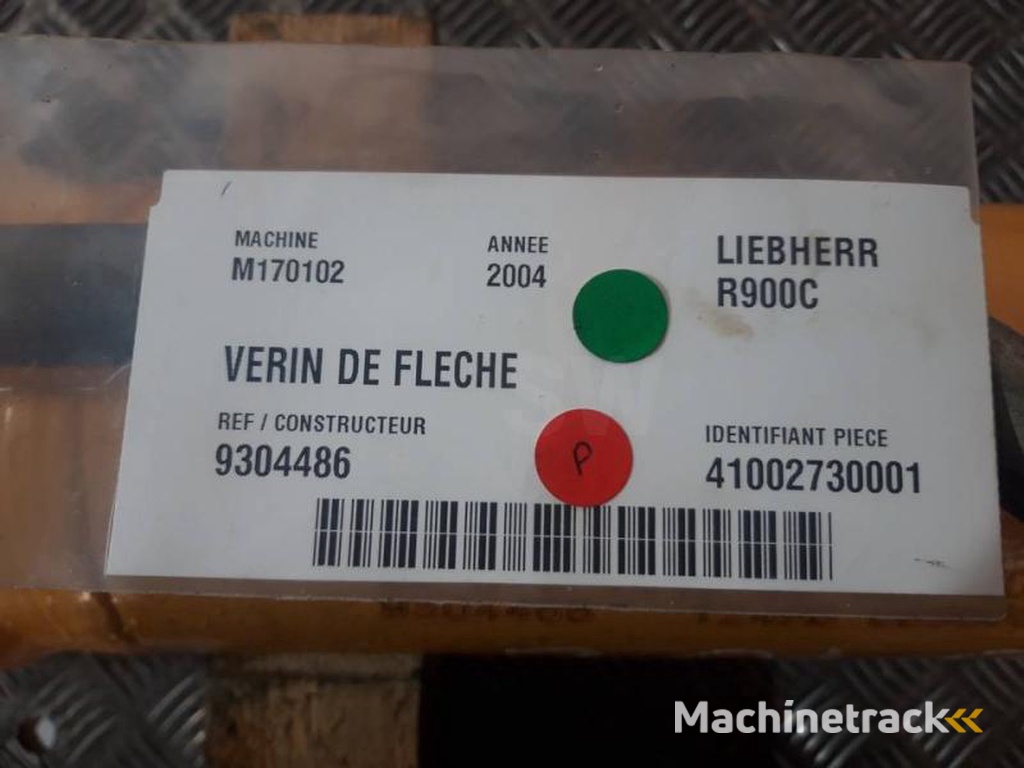 MACHINE
M170102
ANNEE
2004
LIEBHERR
R900C
VERIN DE FLECHE
REF / CONSTRUCTEUR
9304486
P
IDENTIFIANT PIECE
41002730001
Machinetrack